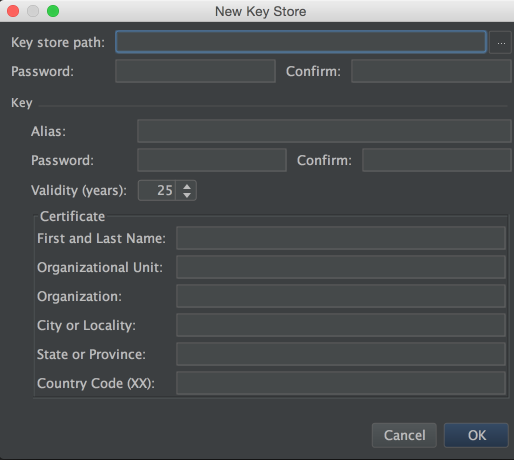 New Key Store
Key store path: ...
Password: Confirm:
Key
Alias:
Password: Confirm:
Validity (years): 25
Certificate
First and Last Name:
Organizational Unit:
Organization:
City or Locality:
State or Province:
Country Code (XX):
Cancel OK